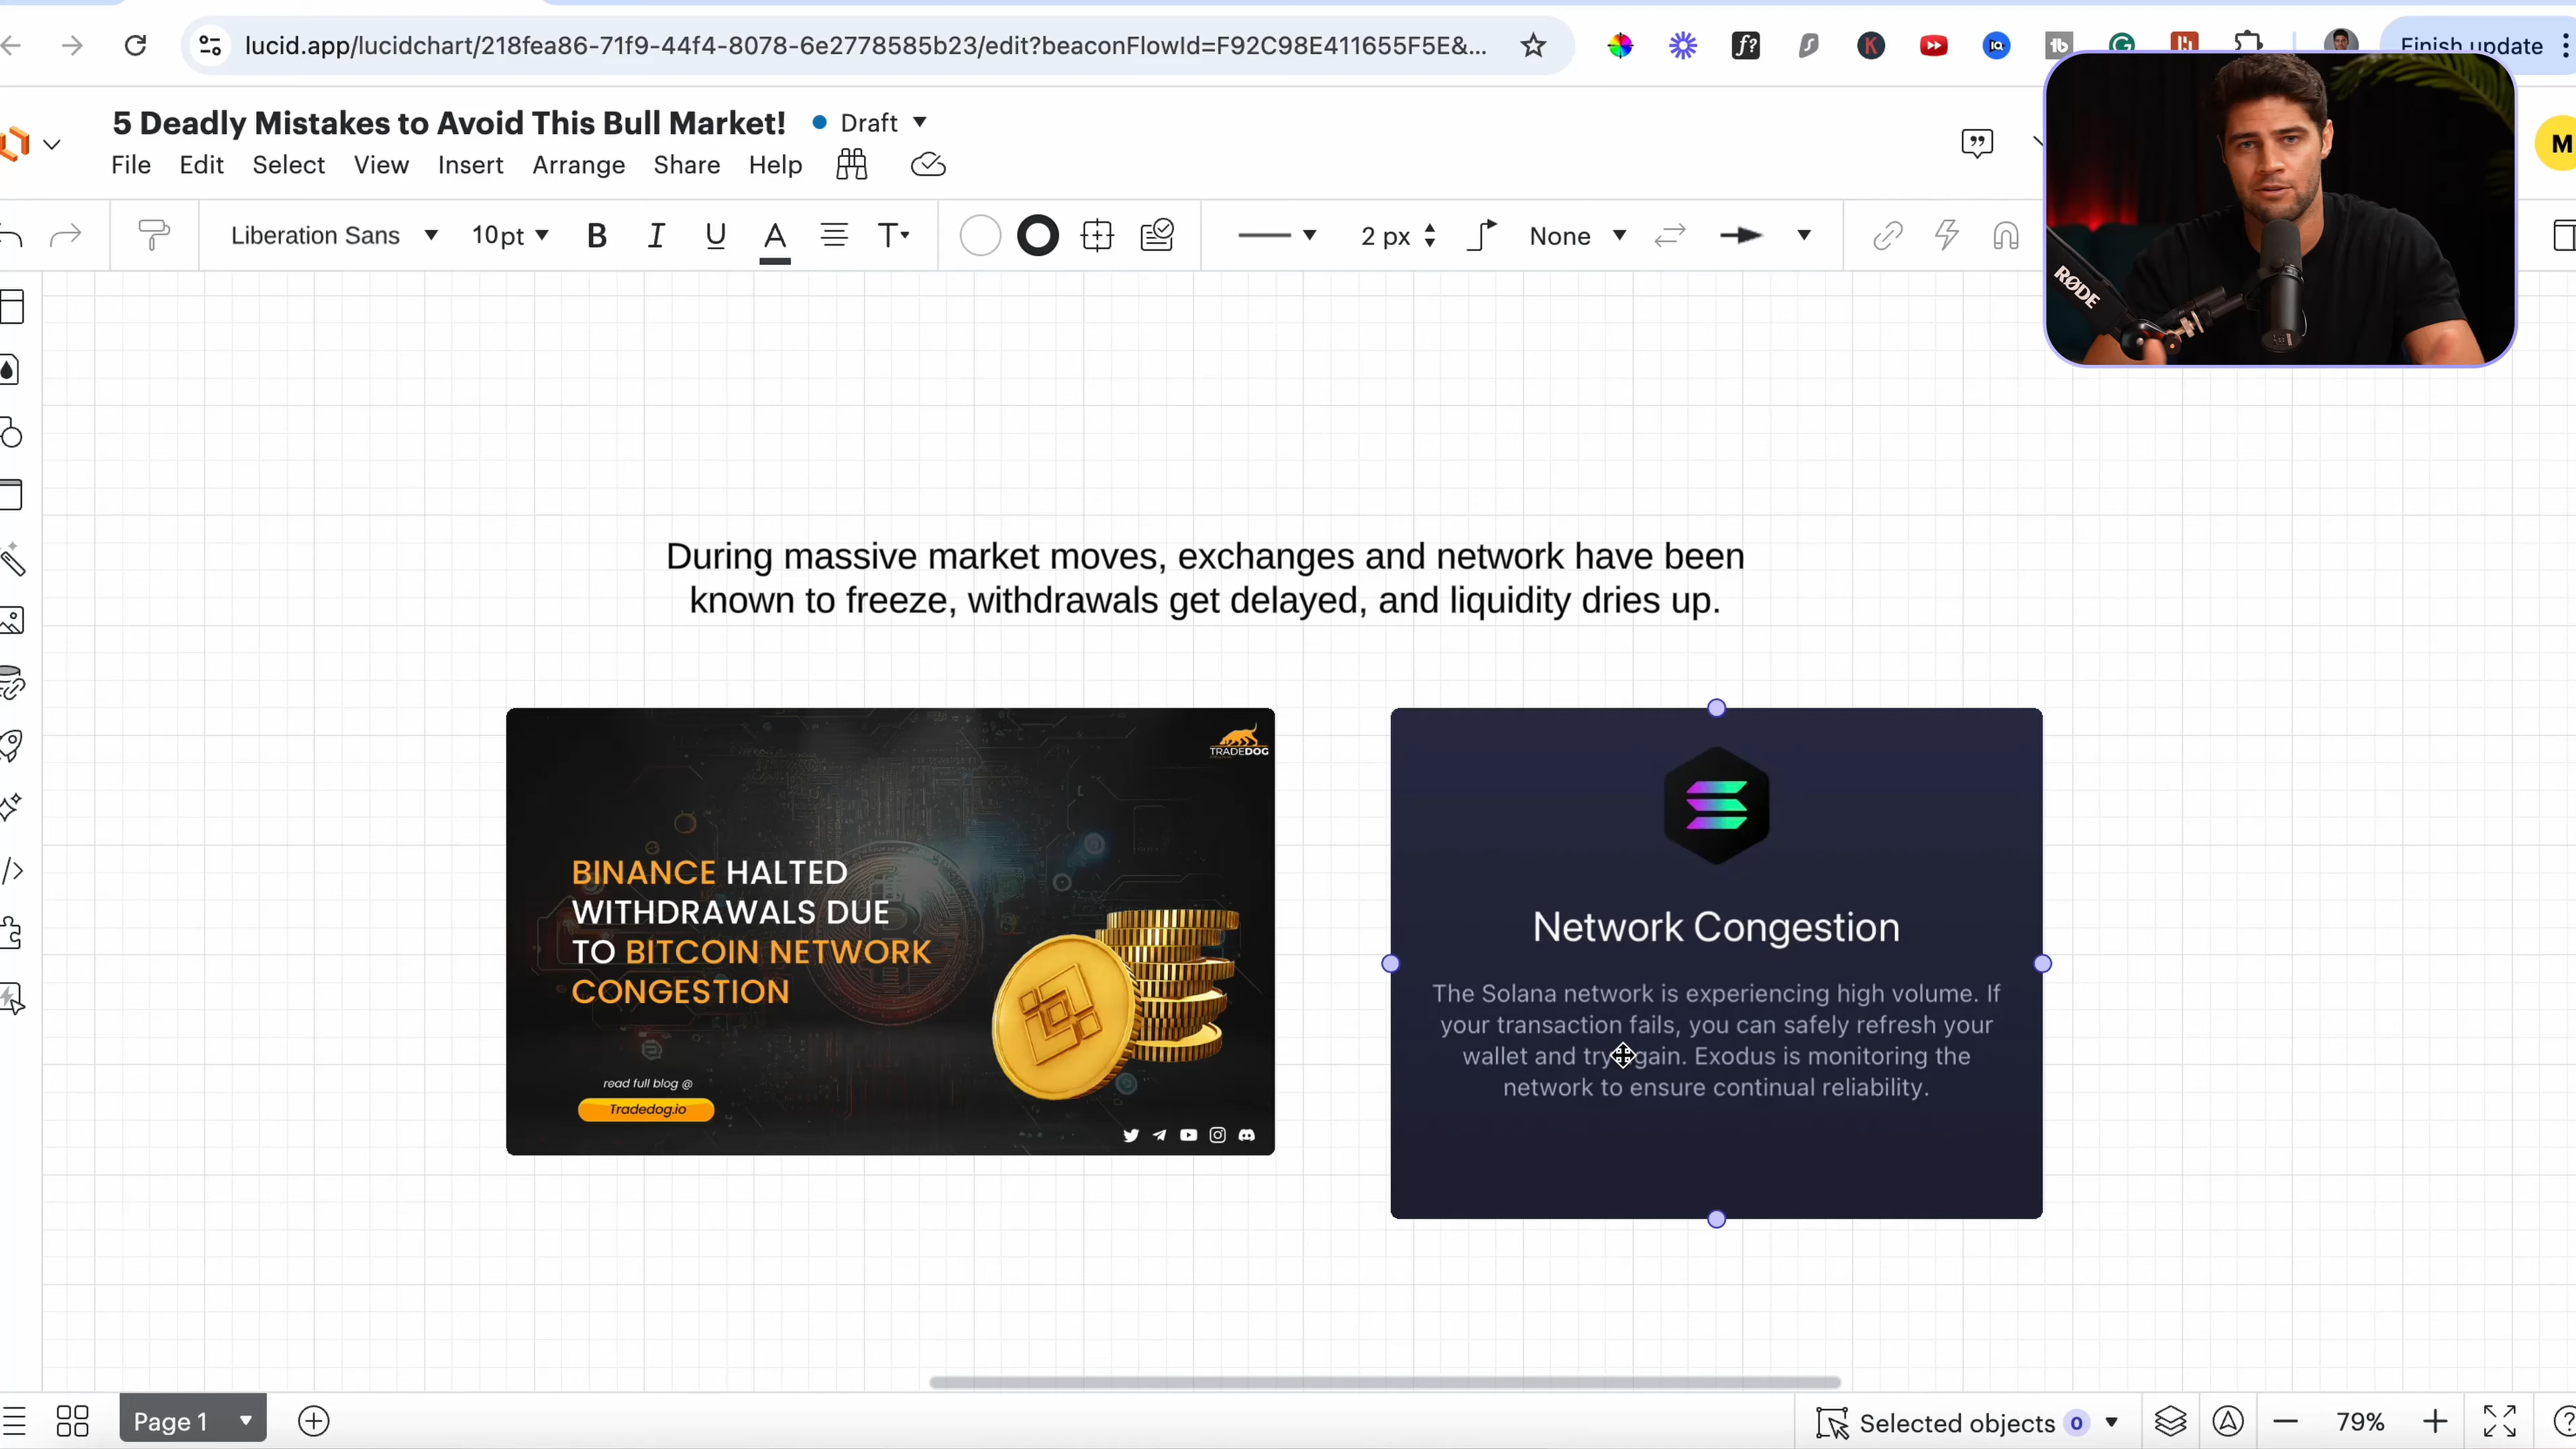 lucid.app/lucidchart/218fea86-71f9-44f4-8078-6e2778585b23/edit?beaconFlowId=F92C98E411655F5E&...
Finish update
5 Deadly Mistakes to Avoid This Bull Market!
Draft
File Edit Select View Insert Arrange Share Help
M
Liberation Sans 10pt B I U A T 2 px None
RØDE
During massive market moves, exchanges and network have been
known to freeze, withdrawals get delayed, and liquidity dries up.
TRADEDOG
BINANCE HALTED
WITHDRAWALS DUE
TO BITCOIN NETWORK
CONGESTION
read full blog @
Tradedog.io
Network Congestion
The Solana network is experiencing high volume. If
your transaction fails, you can safely refresh your
wallet and try again. Exodus is monitoring the
network to ensure continual reliability.
Page 1
Selected objects 0
79%